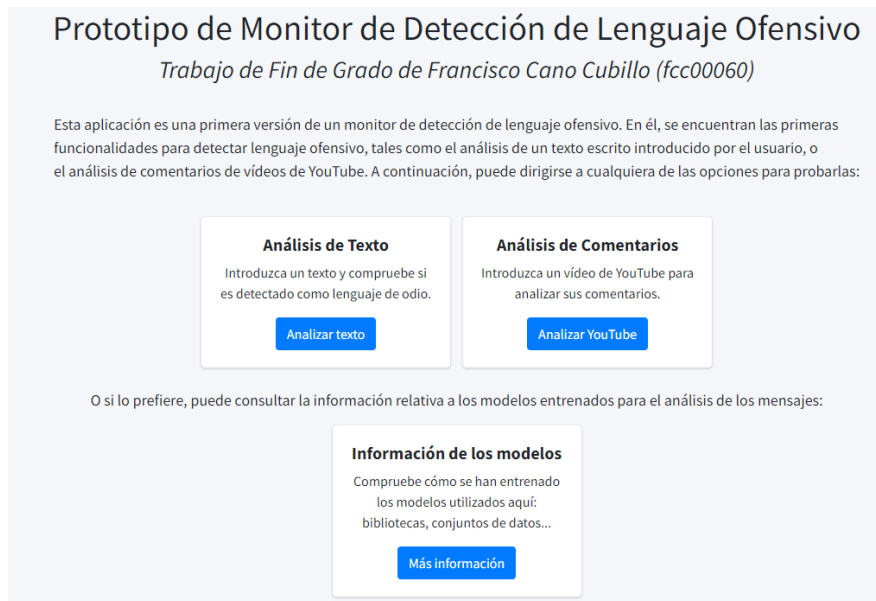 Prototipo de Monitor de Detección de Lenguaje Ofensivo
Trabajo de Fin de Grado de Francisco Cano Cubillo (fcc00060)
Esta aplicación es una primera versión de un monitor de detección de lenguaje ofensivo. En él, se encuentran las primeras
funcionalidades para detectar lenguaje ofensivo, tales como el análisis de un texto escrito introducido por el usuario, o
el análisis de comentarios de vídeos de YouTube. A continuación, puede dirigirse a cualquiera de las opciones para probarlas:
Análisis de Texto
Introduzca un texto y compruebe si
es detectado como lenguaje de odio.
Analizar texto
Análisis de Comentarios
Introduzca un vídeo de YouTube para
analizar sus comentarios.
Analizar YouTube
O si lo prefiere, puede consultar la información relativa a los modelos entrenados para el análisis de los mensajes:
Información de los modelos
Compruebe cómo se han entrenado
los modelos utilizados aquí:
bibliotecas, conjuntos de datos...
Más información